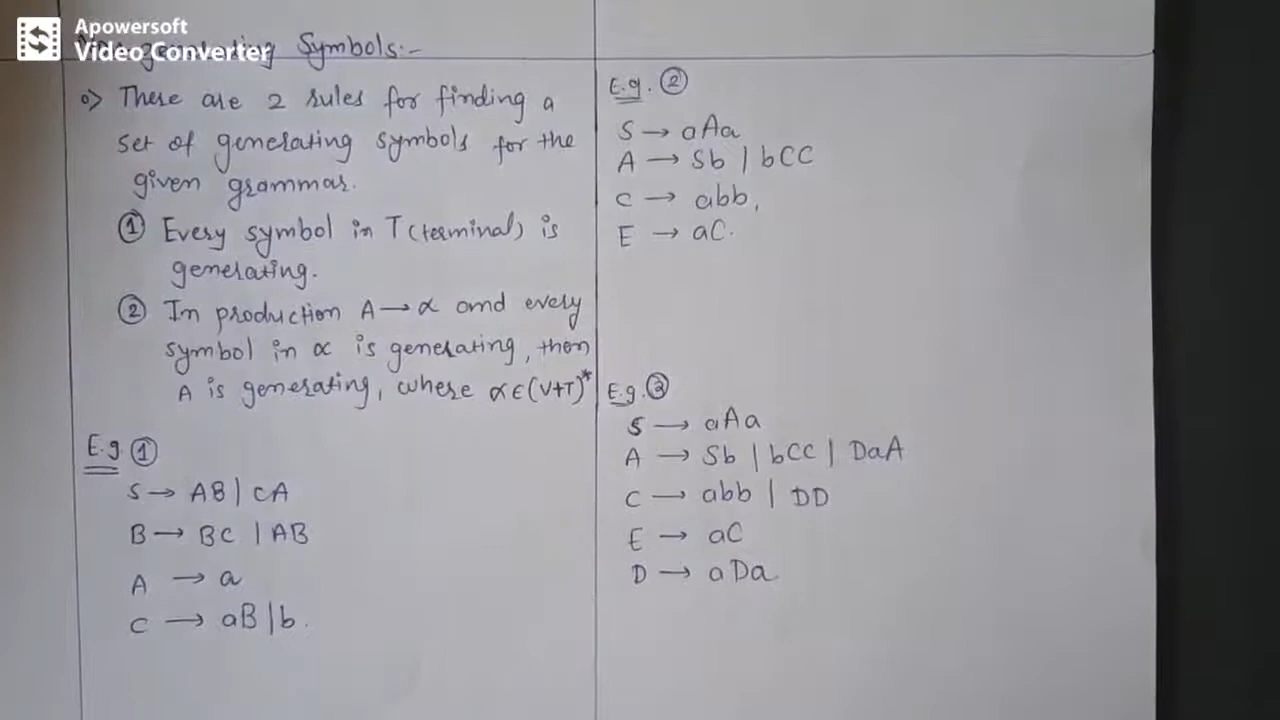 Apowersoft
Video Converter
Symbols:-
There are 2 rules for finding a
set of generating symbols for the
given grammar.
① Every symbol in T(terminal) is
generating.
② In production A → α and every
symbol in α is generating, then
A is generating, where α∈(V+T)*
E.g ①
S → AB | CA
B → BC | AB
A → a
C → aB | b.
E.g. ②
S → aAa
A → Sb | bCC
C → abb,
E → aC.
E.g. ③
S → aAa
A → Sb | bCC | DaA
C → abb | DD
E → aC
D → aDa